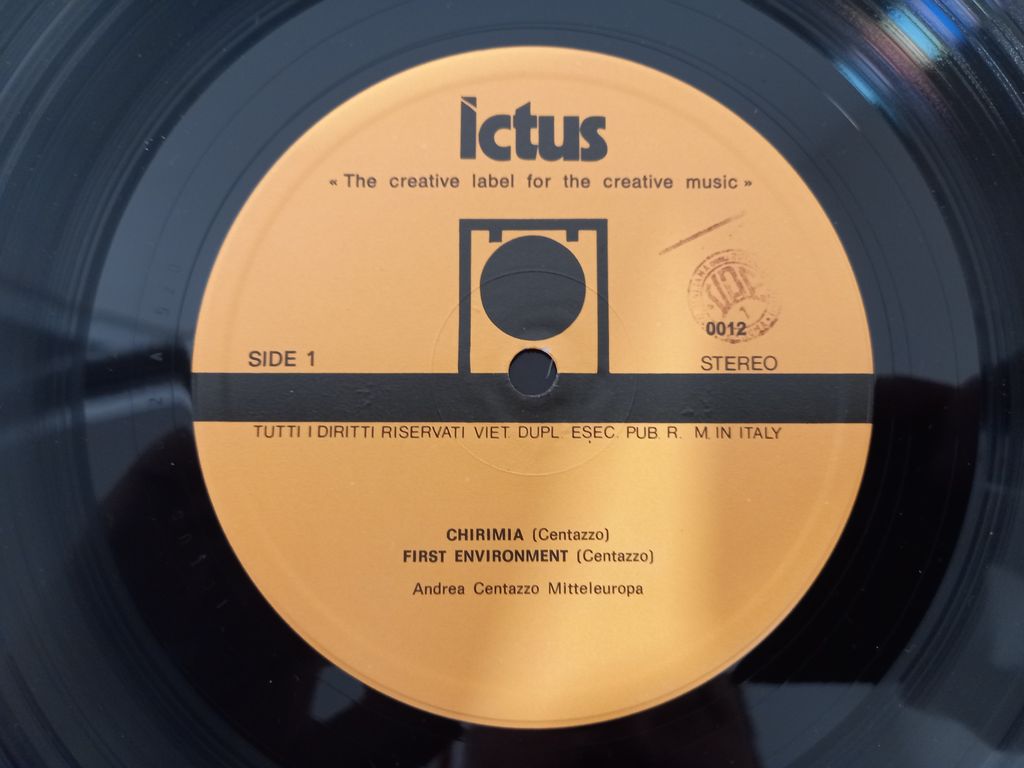 ictus
« The creative label for the creative music »
0012
SIDE 1
STEREO
TUTTI I DIRITTI RISERVATI VIET. DUPL. ESEC. PUB. R. M. IN ITALY
CHIRIMIA (Centazzo)
FIRST ENVIRONMENT (Centazzo)
Andrea Centazzo Mitteleuropa